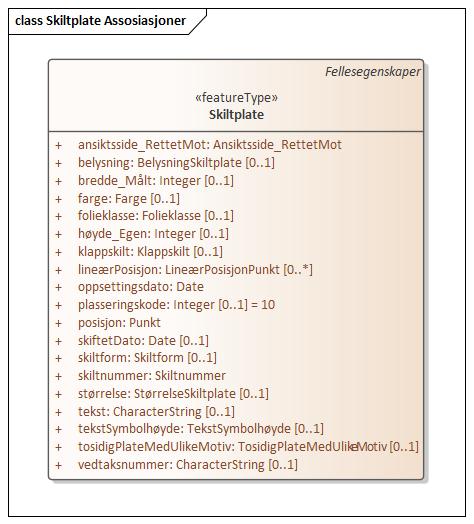 class Skiltplate Assosiasjoner
Fellesegenskaper
«featureType»
Skiltplate
+ ansiktsside_RettetMot: Ansiktsside_RettetMot
+ belysning: BelysningSkiltplate [0..1]
+ bredde_Målt: Integer [0..1]
+ farge: Farge [0..1]
+ folieklasse: Folieklasse [0..1]
+ høyde_Egen: Integer [0..1]
+ klappskilt: Klappskilt [0..1]
+ lineærPosisjon: LineærPosisjonPunkt [0..*]
+ oppsettingsdato: Date
+ plasseringskode: Integer [0..1] = 10
+ posisjon: Punkt
+ skiftetDato: Date [0..1]
+ skiltform: Skiltform [0..1]
+ skiltnummer: Skiltnummer
+ størrelse: StørrelseSkiltplate [0..1]
+ tekst: CharacterString [0..1]
+ tekstSymbolhøyde: TekstSymbolhøyde [0..1]
+ tosidigPlateMedUlikeMotiv: TosidigPlateMedUlikeMotiv [0..1]
+ vedtaksnummer: CharacterString [0..1]